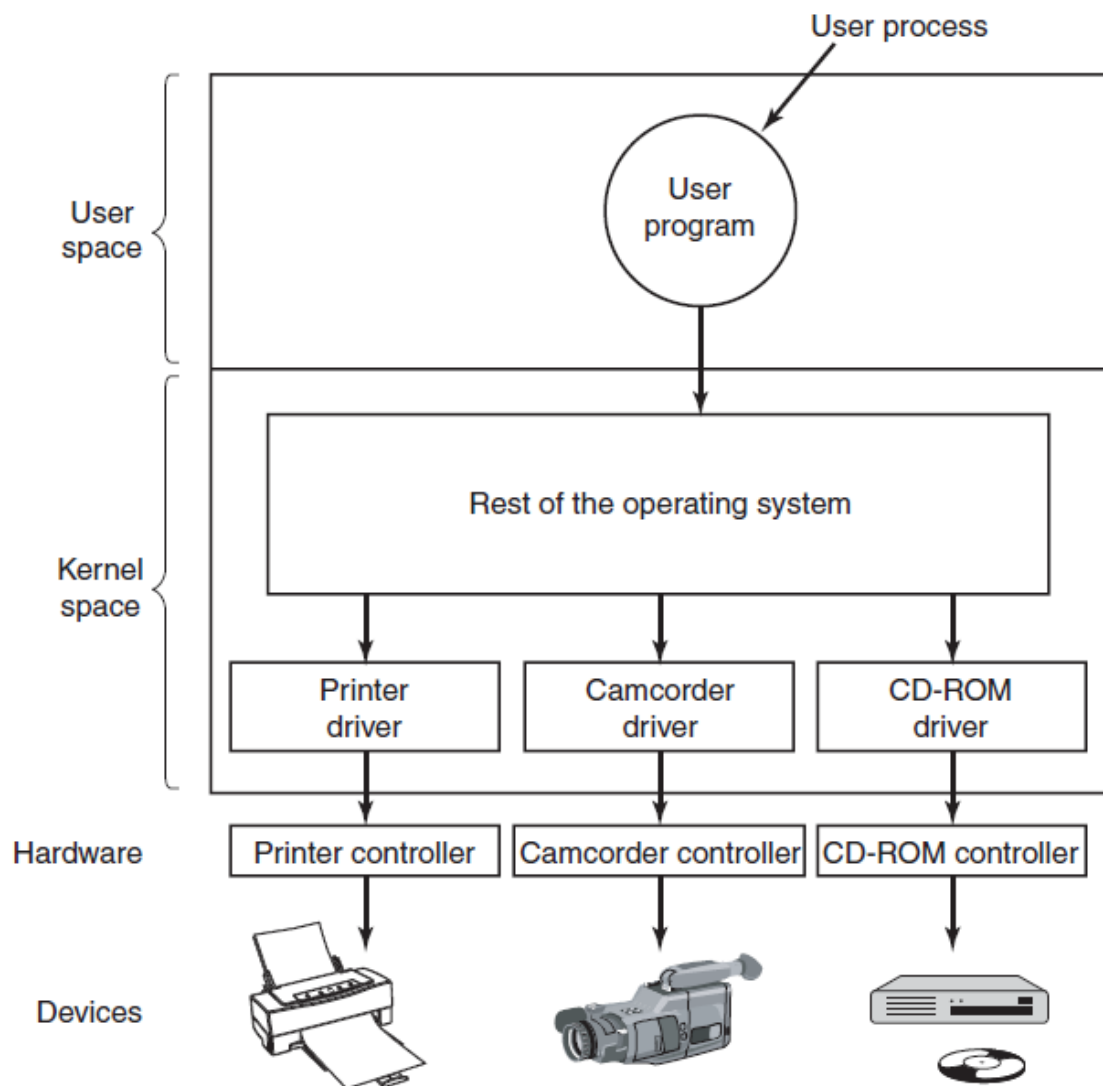 User process
User
program
User
space
Rest of the operating system
Kernel
space
Printer
driver
Camcorder
driver
CD-ROM
driver
Hardware
Printer controller
Camcorder controller
CD-ROM controller
Devices